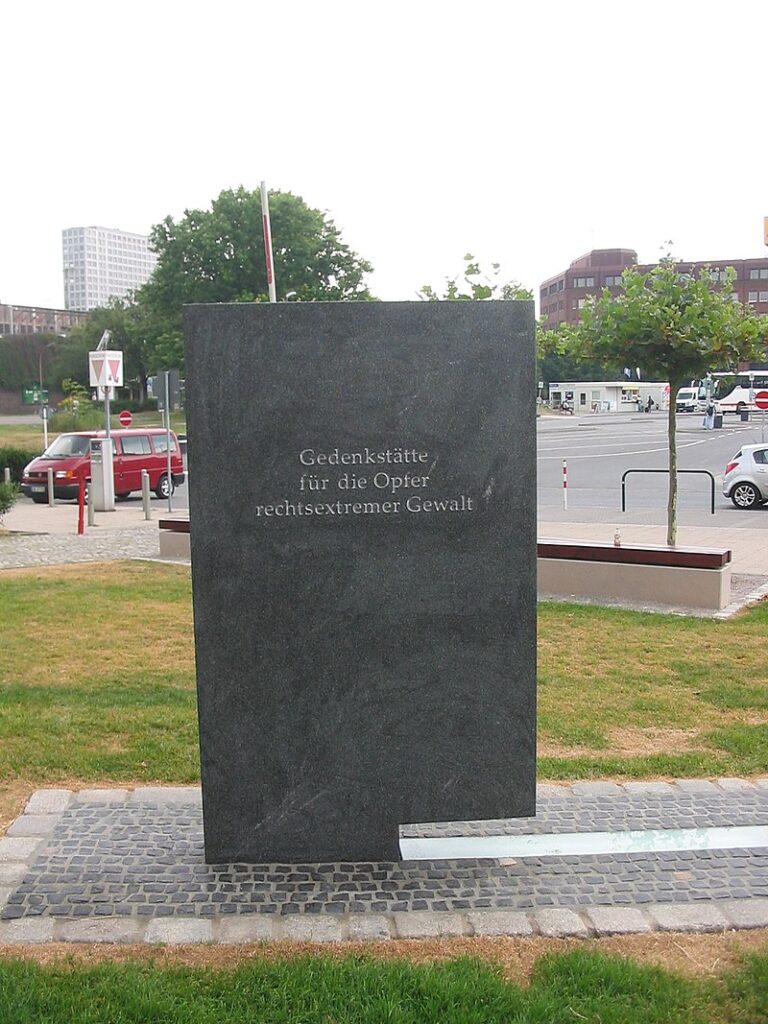 Gedenkstätte
für die Opfer
rechtsextremer Gewalt